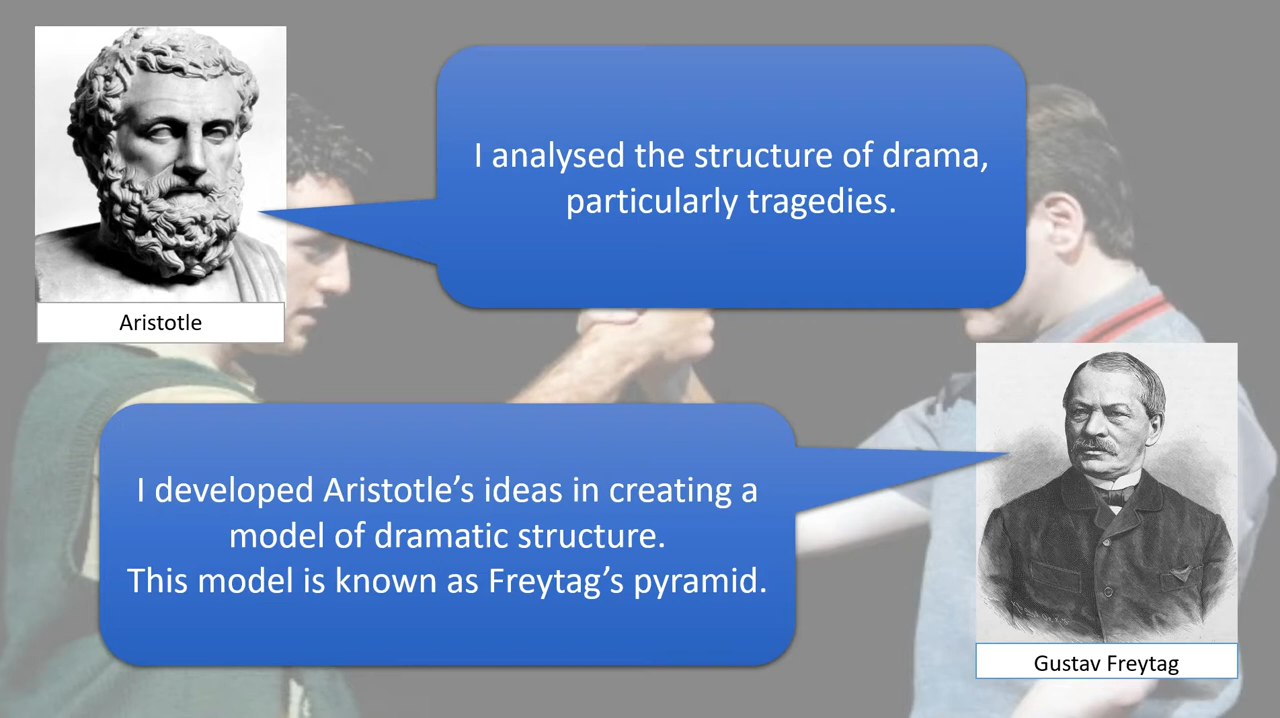 I analysed the structure of drama,
particularly tragedies.
Aristotle
I developed Aristotle’s ideas in creating a
model of dramatic structure.
This model is known as Freytag’s pyramid.
Gustav Freytag